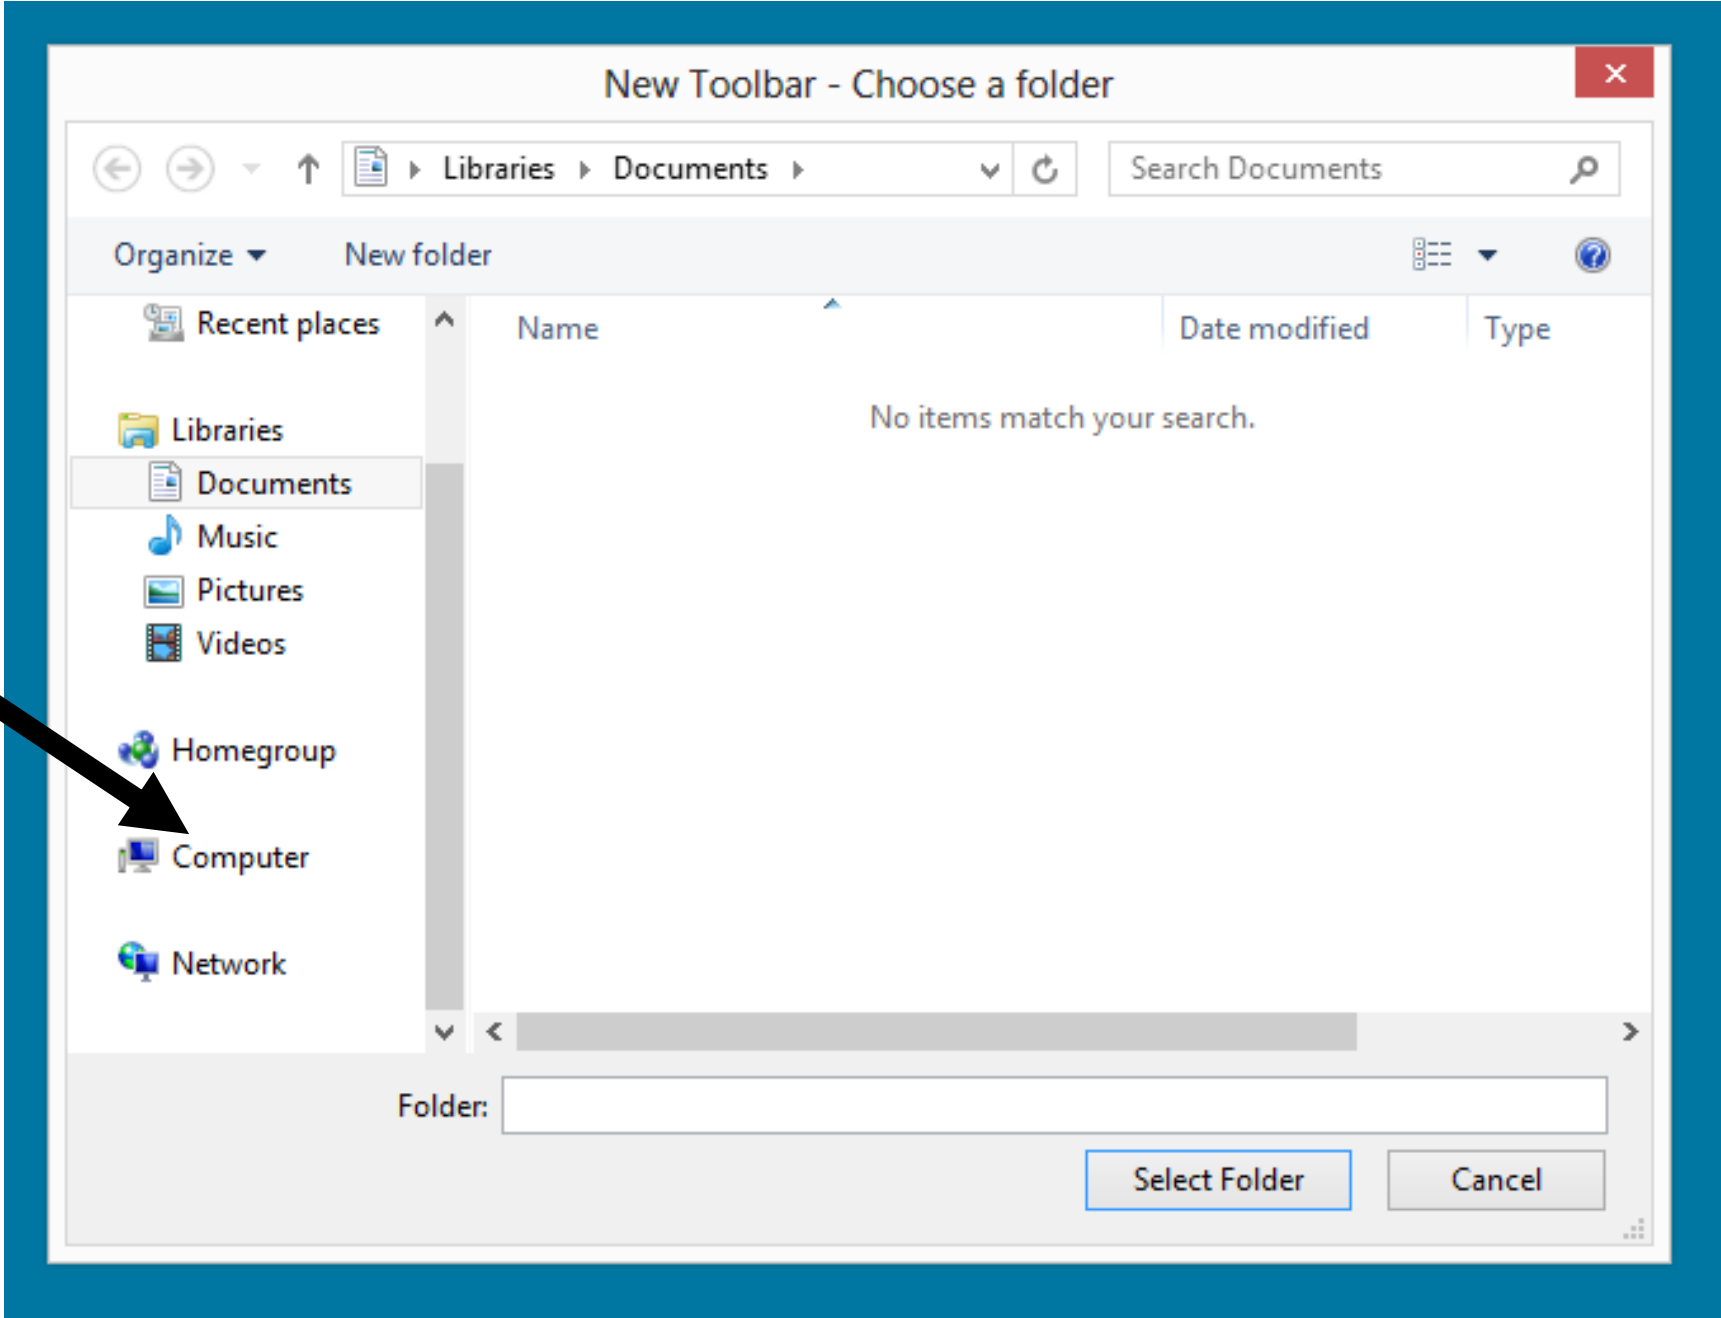 New Toolbar - Choose a folder
Libraries Documents
Search Documents
Organize New folder
Recent places
Name Date modified Type
No items match your search.
Libraries
Documents
Music
Pictures
Videos
Homegroup
Computer
Network
Folder:
Select Folder Cancel